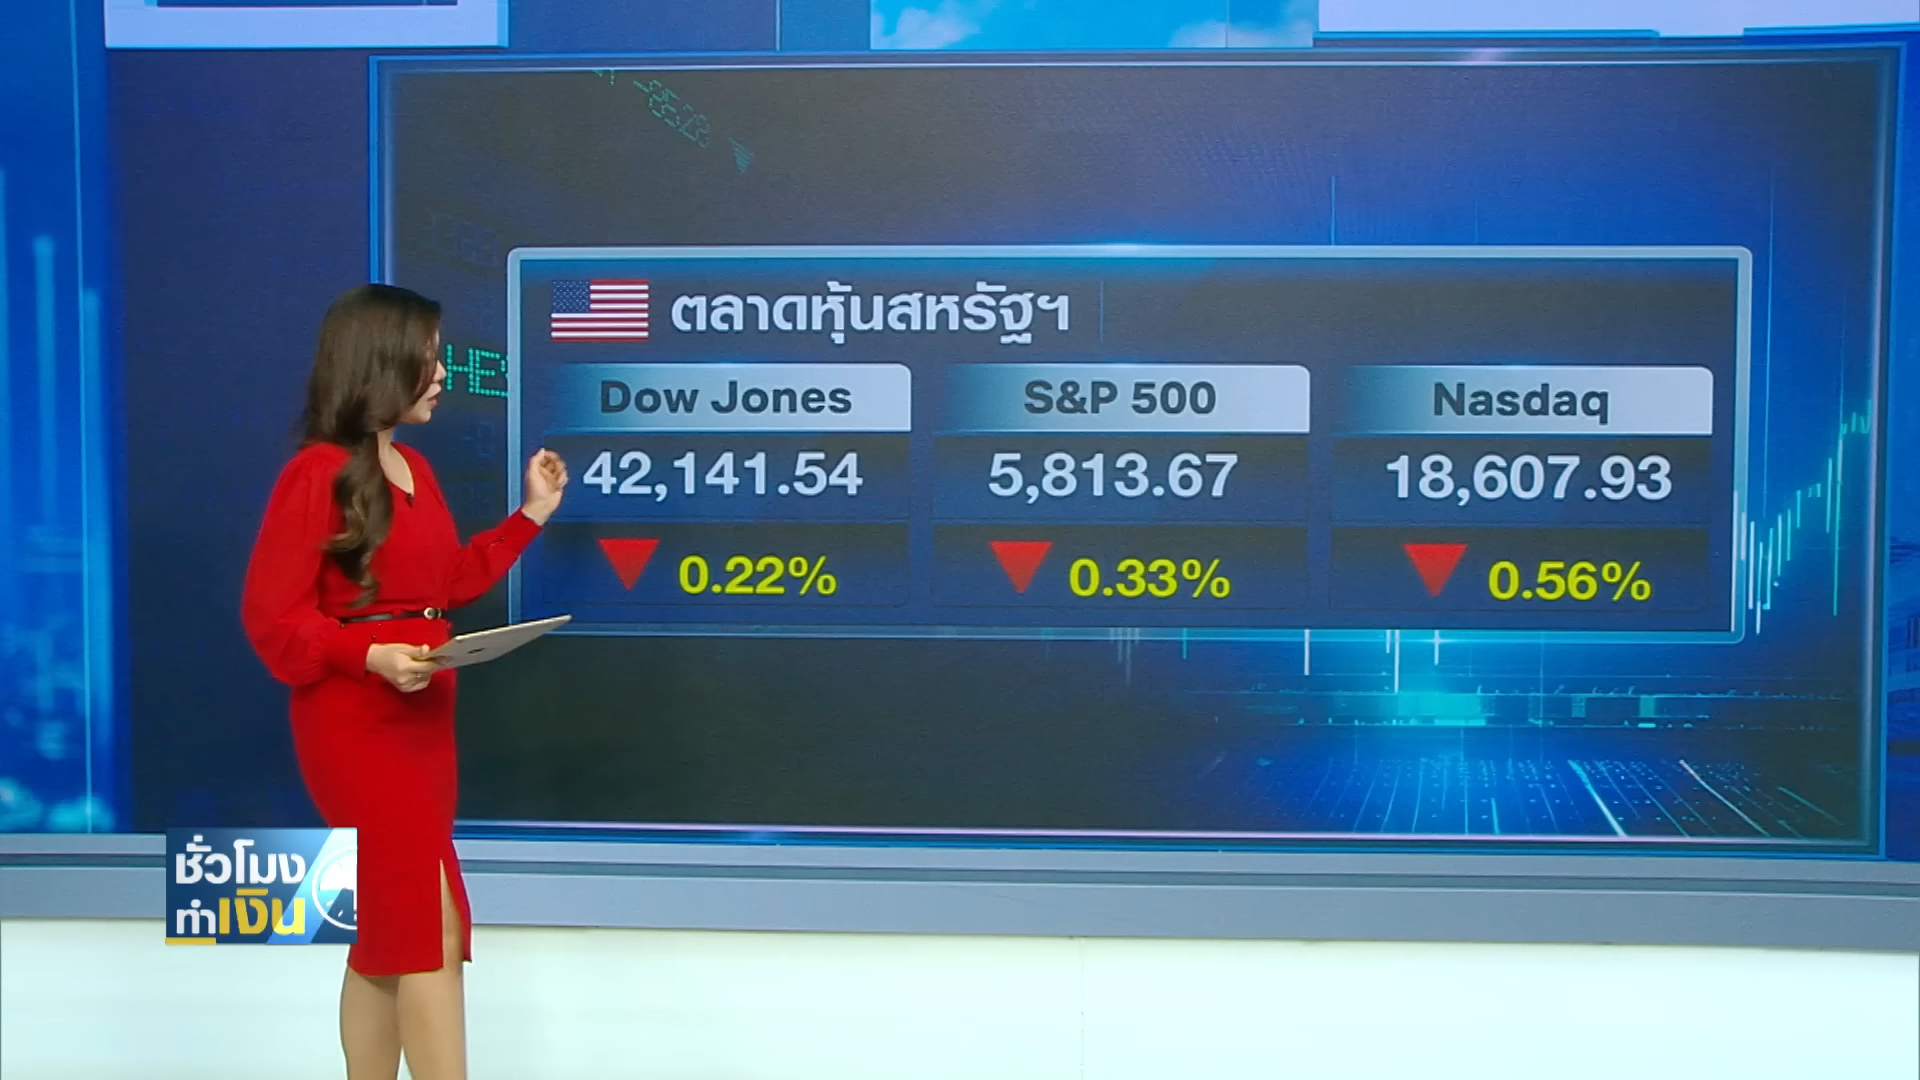 ตลาดหุ้นสหรัฐฯ
Dow Jones S&P 500 Nasdaq
42,141.54 5,813.67 18,607.93
0.22% 0.33% 0.56%
ชั่วโมง
ทำเงิน